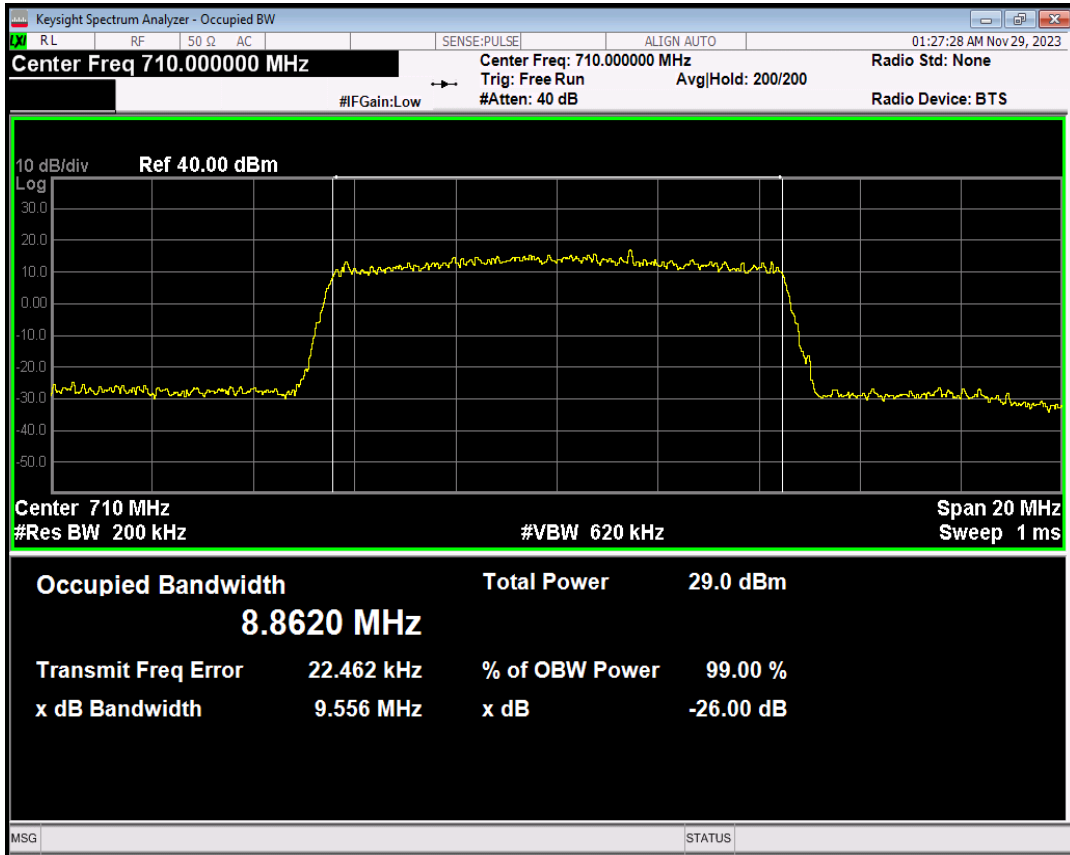 Keysight Spectrum Analyzer - Occupied BW
LXI RL RF 50 Ω AC SENSE:PULSE ALIGN AUTO 01:27:28 AM Nov 29, 2023
Center Freq 710.000000 MHz Center Freq: 710.000000 MHz Radio Std: None
Trig: Free Run Avg|Hold: 200/200
#IFGain:Low #Atten: 40 dB Radio Device: BTS
10 dB/div Ref 40.00 dBm
Log
30.0
20.0
10.0
0.00
-10.0
-20.0
-30.0
-40.0
-50.0
Center 710 MHz Span 20 MHz
#Res BW 200 kHz #VBW 620 kHz Sweep 1 ms
Occupied Bandwidth Total Power 29.0 dBm
8.8620 MHz
Transmit Freq Error 22.462 kHz % of OBW Power 99.00 %
x dB Bandwidth 9.556 MHz x dB -26.00 dB
MSG STATUS